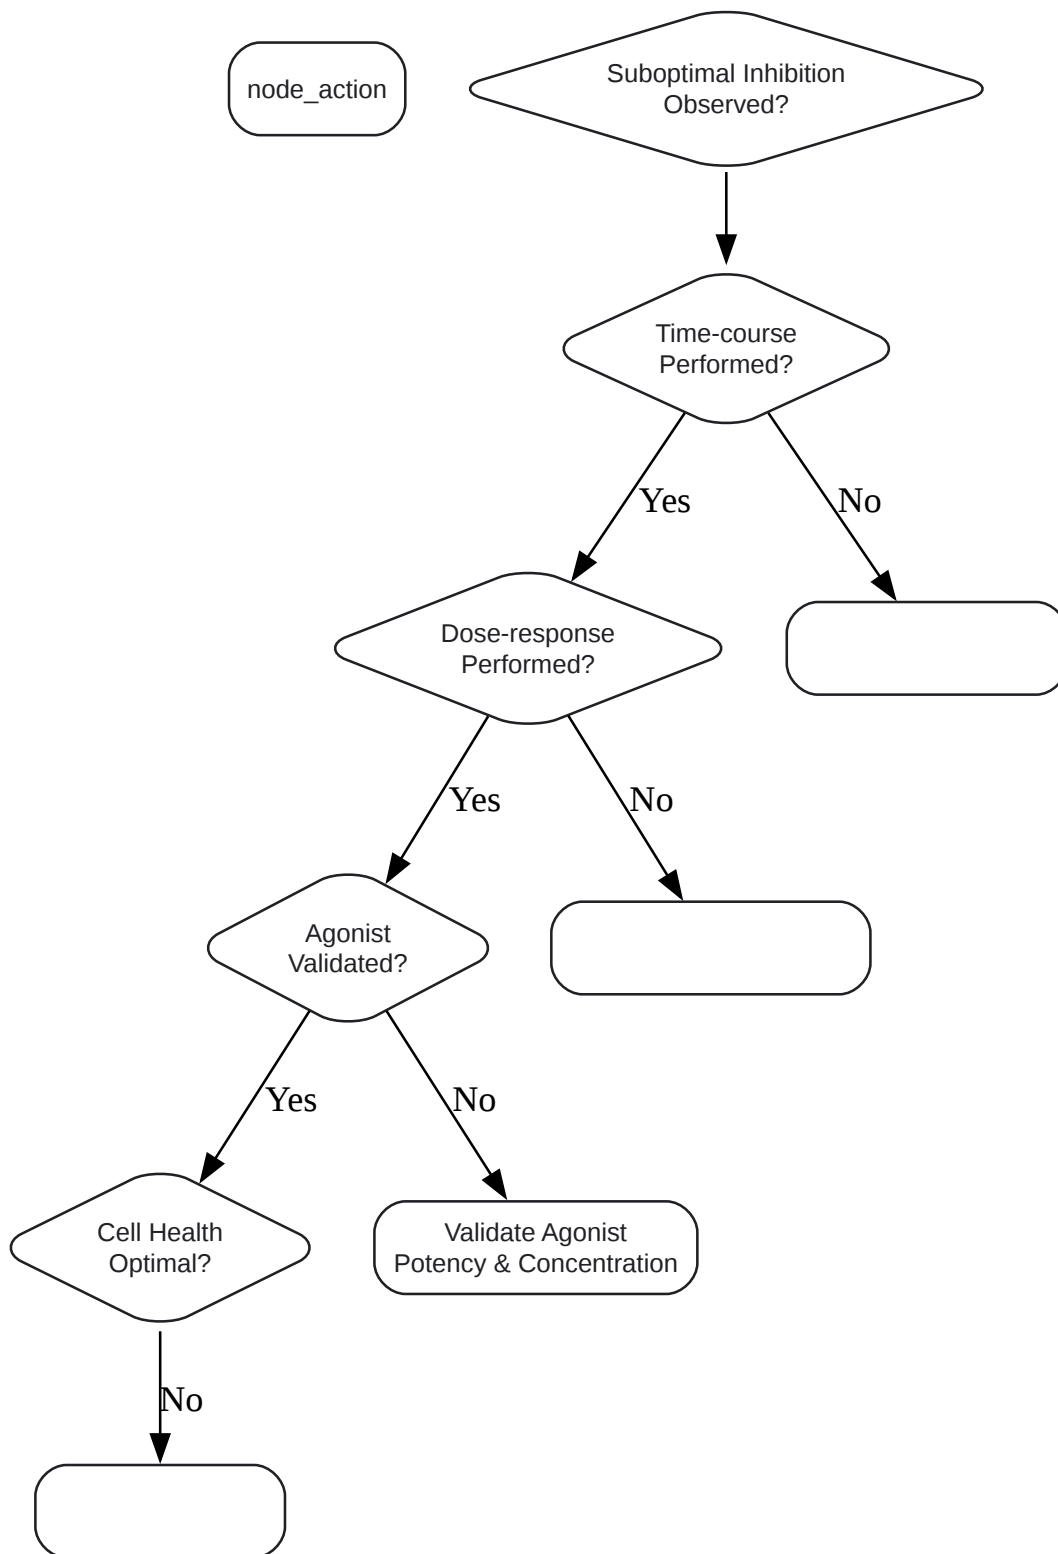 node_action
Suboptimal Inhibition
Observed?
Time-course
Performed?
Yes
No
Dose-response
Performed?
Yes
No
Agonist
Validated?
Yes
No
Cell Health
Optimal?
Validate Agonist
Potency & Concentration
No